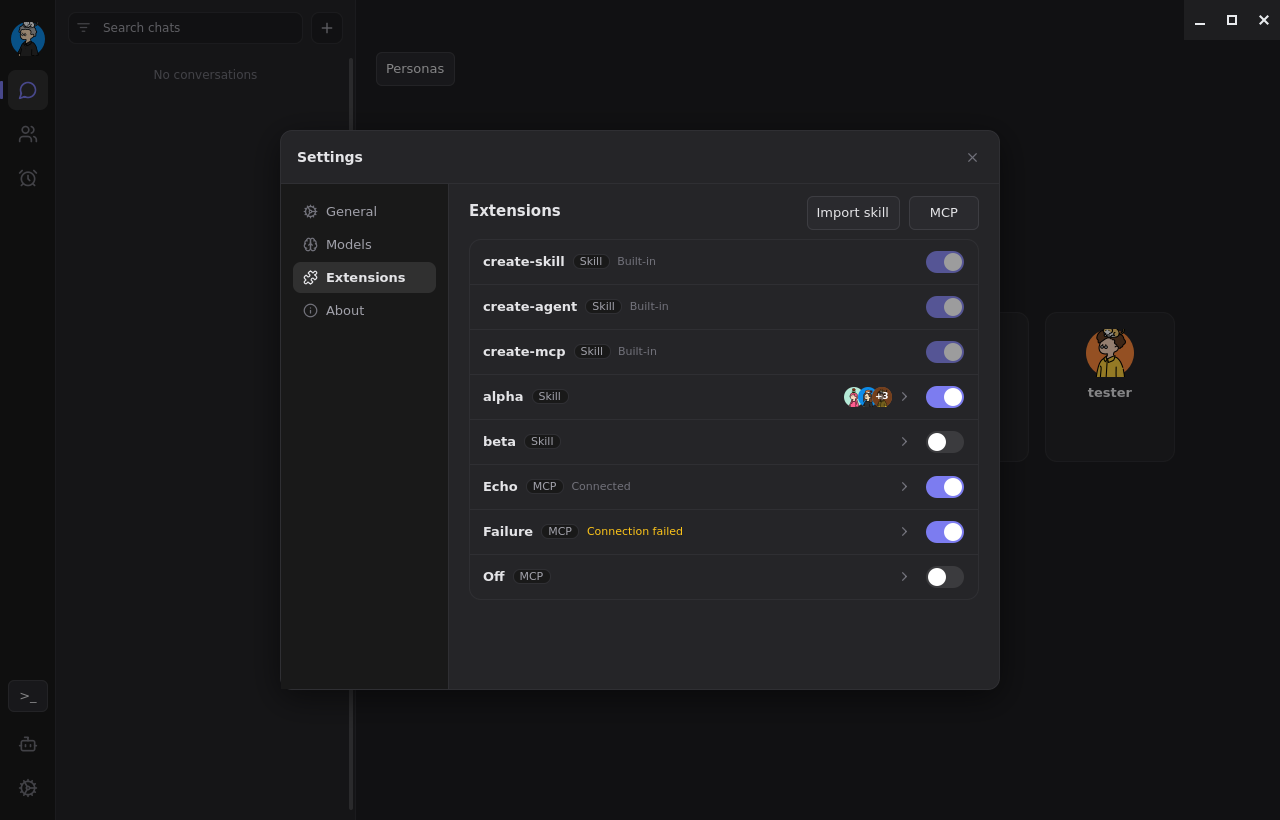 Search chats
No conversations
Personas
Settings
General
Models
Extensions
About
Extensions
Import skill
MCP
create-skill Skill Built-in
create-agent Skill Built-in
create-mcp Skill Built-in
alpha Skill +3
beta Skill
Echo MCP Connected
Failure MCP Connection failed
Off MCP
tester
>_